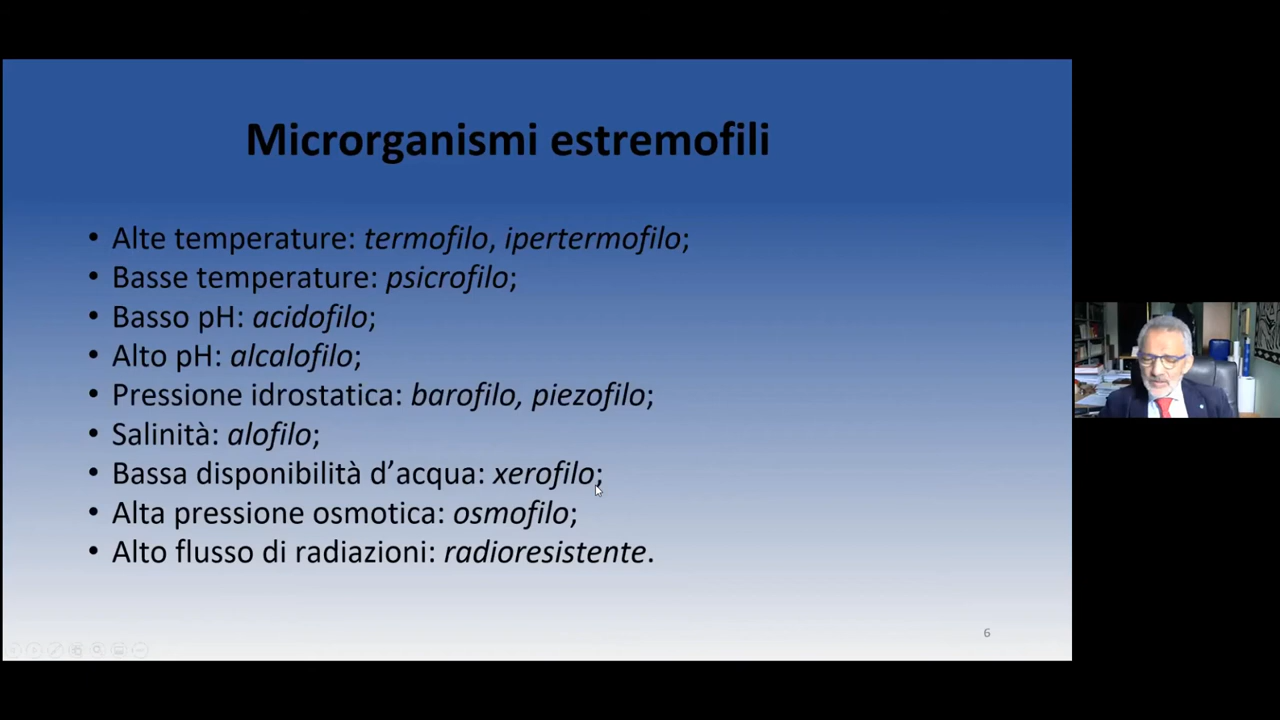 Microrganismi estremofili
• Alte temperature: termofilo, ipertermofilo;
• Basse temperature: psicrofilo;
• Basso pH: acidofilo;
• Alto pH: alcalofilo;
• Pressione idrostatica: barofilo, piezofilo;
• Salinità: alofilo;
• Bassa disponibilità d’acqua: xerofilo;
• Alta pressione osmotica: osmofilo;
• Alto flusso di radiazioni: radioresistente.
6